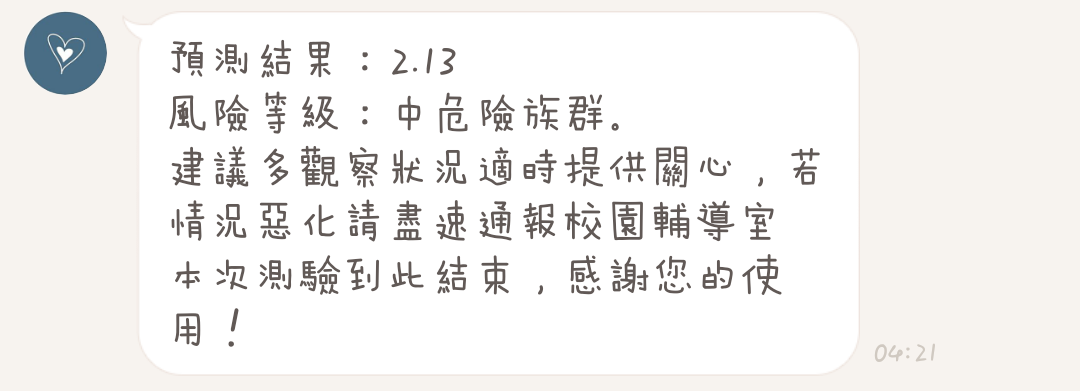 預測結果：2.13
風險等級：中危險族群。
建議多觀察狀況適時提供關心，若
情況惡化請盡速通報校園輔導室
本次測驗到此結束，感謝您的使
用！
04:21